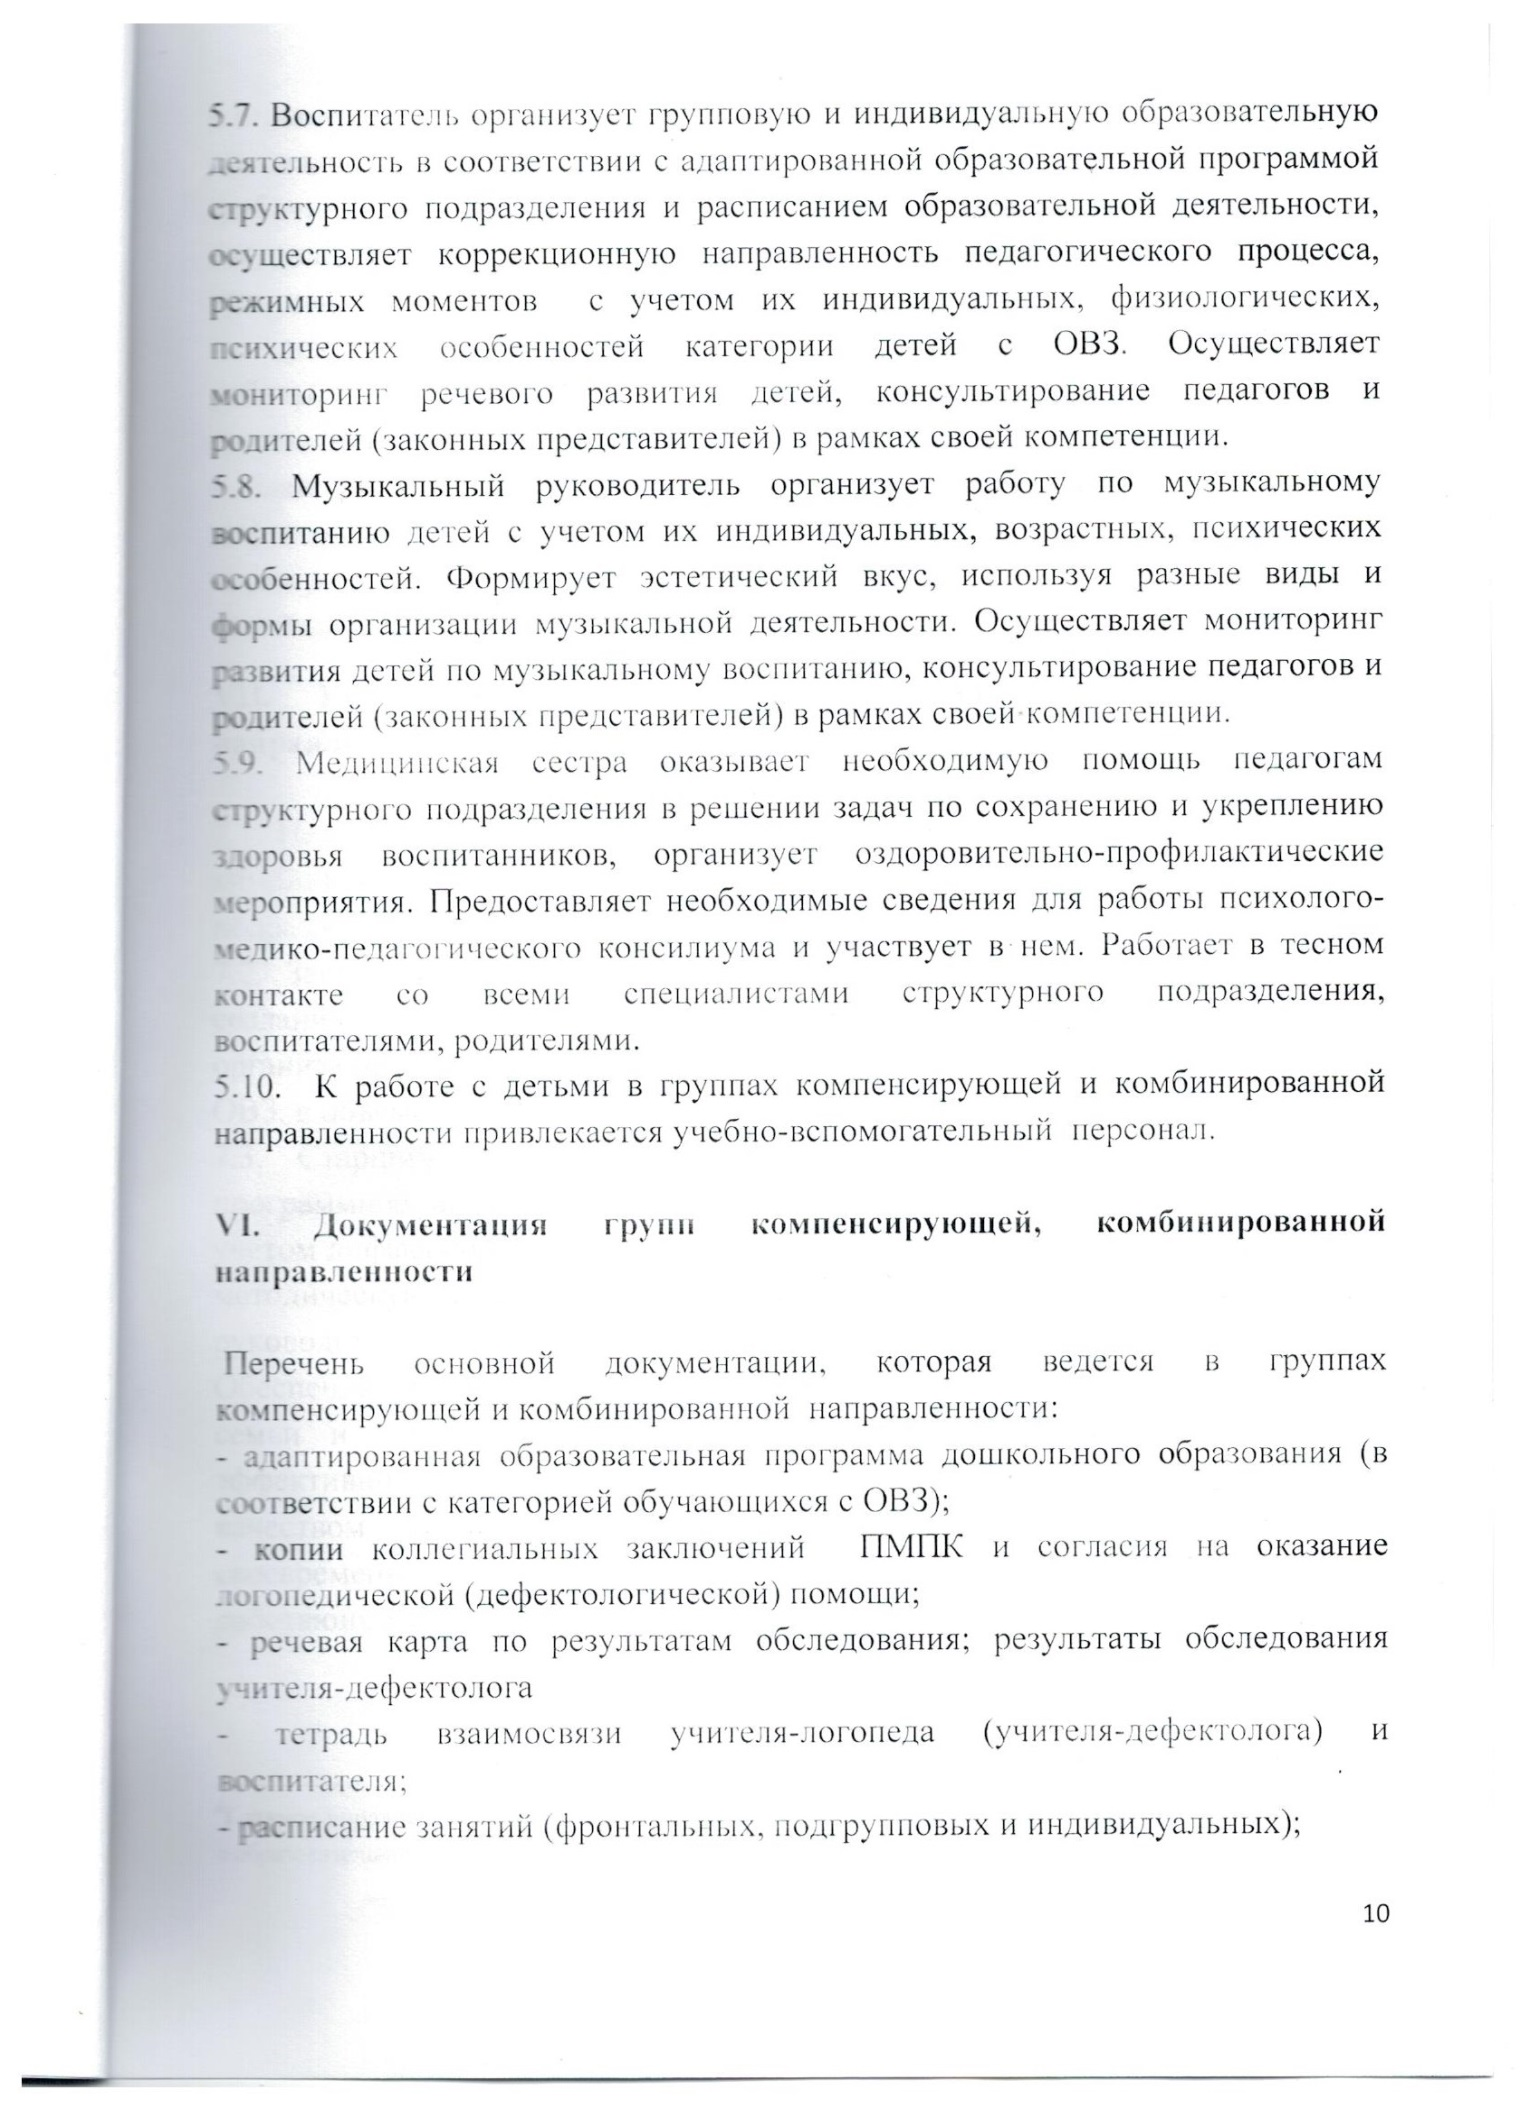 5.7. Воспитатель организует групповую и индивидуальную образовательную
деятельность в соответствии с адаптированной образовательной программой
структурного подразделения и расписанием образовательной деятельности,
осуществляет коррекционную направленность педагогического процесса,
режимных моментов с учетом их индивидуальных, физиологических,
психических особенностей категории детей с ОВЗ. Осуществляет
мониторинг речевого развития детей, консультирование педагогов и
родителей (законных представителей) в рамках своей компетенции.
5.8. Музыкальный руководитель организует работу по музыкальному
воспитанию детей с учетом их индивидуальных, возрастных, психических
особенностей. Формирует эстетический вкус, используя разные виды и
формы организации музыкальной деятельности. Осуществляет мониторинг
развития детей по музыкальному воспитанию, консультирование педагогов и
родителей (законных представителей) в рамках своей компетенции.
5.9. Медицинская сестра оказывает необходимую помощь педагогам
структурного подразделения в решении задач по сохранению и укреплению
здоровья воспитанников, организует оздоровительно-профилактические
мероприятия. Предоставляет необходимые сведения для работы психолого-
медико-педагогического консилиума и участвует в нем. Работает в тесном
контакте со всеми специалистами структурного подразделения,
воспитателями, родителями.
5.10. К работе с детьми в группах компенсирующей и комбинированной
направленности привлекается учебно-вспомогательный персонал.
VI. Документация групп компенсирующей, комбинированной
направленности
Перечень основной документации, которая ведется в группах
компенсирующей и комбинированной направленности:
- адаптированная образовательная программа дошкольного образования (в
соответствии с категорией обучающихся с ОВЗ);
- копии коллегиальных заключений ПМПК и согласия на оказание
логопедической (дефектологической) помощи;
- речевая карта по результатам обследования; результаты обследования
учителя-дефектолога
- тетрадь взаимосвязи учителя-логопеда (учителя-дефектолога) и
воспитателя;
- расписание занятий (фронтальных, подгрупповых и индивидуальных);
10